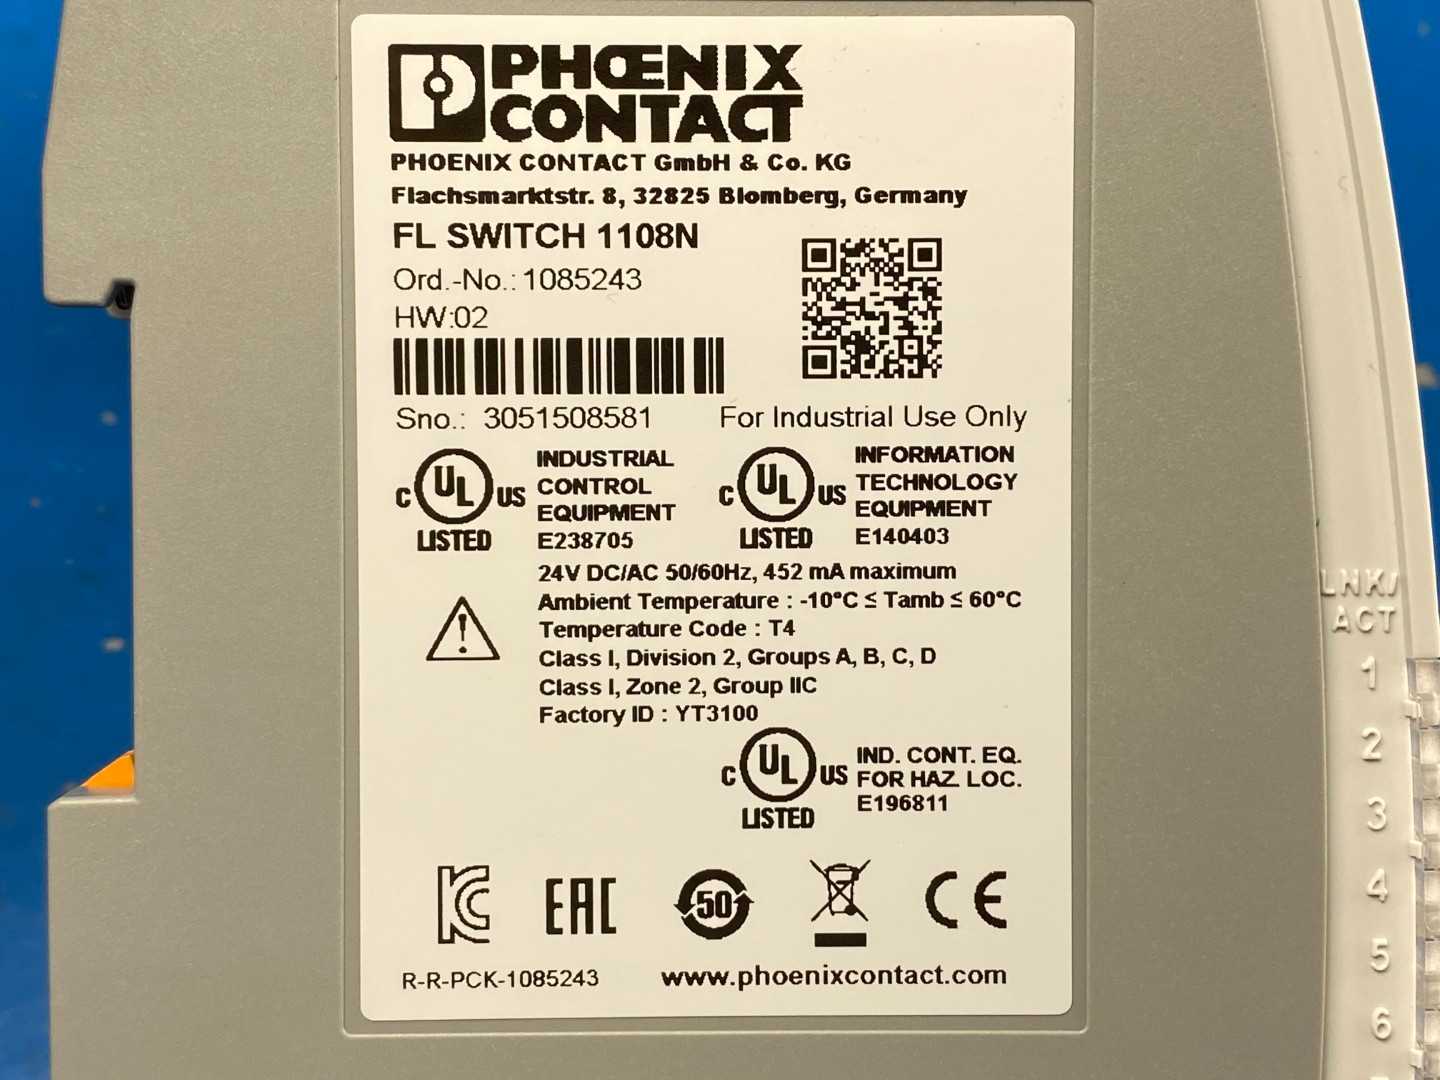 PHŒNIX
CONTACT
PHOENIX CONTACT GmbH & Co. KG
Flachsmarktstr. 8, 32825 Blomberg, Germany
FL SWITCH 1108N
Ord.-No.: 1085243
HW:02
Sno.: 3051508581 For Industrial Use Only
C UL US LISTED
INDUSTRIAL
CONTROL
EQUIPMENT
E238705
C UL US LISTED
INFORMATION
TECHNOLOGY
EQUIPMENT
E140403
24V DC/AC 50/60Hz, 452 mA maximum
Ambient Temperature : -10°C ≤ Tamb ≤ 60°C
Temperature Code : T4
Class I, Division 2, Groups A, B, C, D
Class I, Zone 2, Group IIC
Factory ID : YT3100
C UL US LISTED
IND. CONT. EQ.
FOR HAZ. LOC.
E196811
KC EAC 50 CE
R-R-PCK-1085243 www.phoenixcontact.com
LNK/
ACT
1
2
3
4
5
6